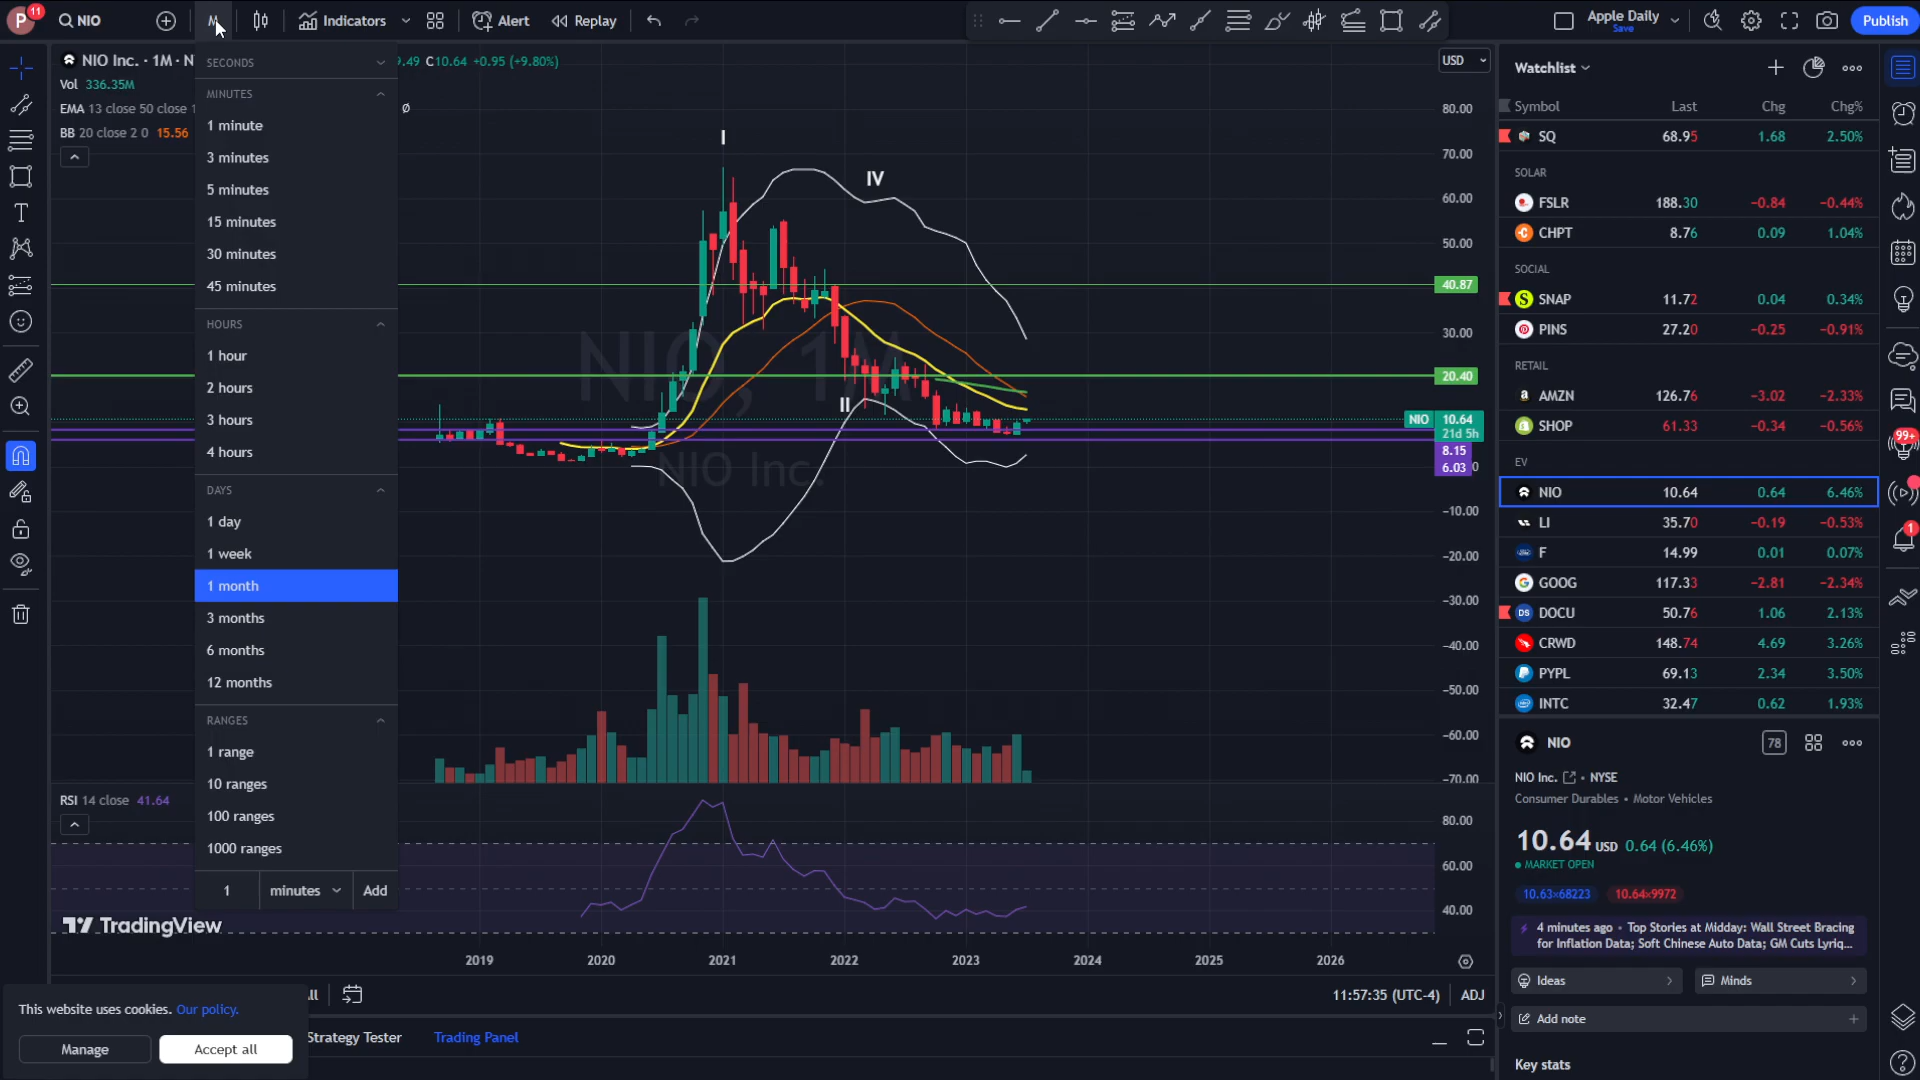 P 11 NIO M Indicators Alert Replay Apple Daily Save Publish
NIO Inc. · 1M · N 9.49 C10.64 +0.95 (+9.80%)
Vol 336.35M
EMA 13 close 50 close 1 Ø
BB 20 close 2 0 15.56
SECONDS
MINUTES
1 minute
3 minutes
5 minutes
15 minutes
30 minutes
45 minutes
HOURS
1 hour
2 hours
3 hours
4 hours
DAYS
1 day
1 week
1 month
3 months
6 months
12 months
RANGES
1 range
10 ranges
100 ranges
1000 ranges
1 minutes Add
I
IV
II
NIO, 1M
NIO Inc.
USD
80.00
70.00
60.00
50.00
40.87
30.00
20.40
NIO 10.64
21d 5h
8.15
6.03
-10.00
-20.00
-30.00
-40.00
-50.00
-60.00
-70.00
RSI 14 close 41.64
80.00
60.00
40.00
TradingView
2019 2020 2021 2022 2023 2024 2025 2026
11:57:35 (UTC-4) ADJ
Strategy Tester Trading Panel
This website uses cookies. Our policy.
Manage Accept all
Watchlist
Symbol Last Chg Chg%
SQ 68.95 1.68 2.50%
SOLAR
FSLR 188.30 -0.84 -0.44%
CHPT 8.76 0.09 1.04%
SOCIAL
SNAP 11.72 0.04 0.34%
PINS 27.20 -0.25 -0.91%
RETAIL
AMZN 126.76 -3.02 -2.33%
SHOP 61.33 -0.34 -0.56%
EV
NIO 10.64 0.64 6.46%
LI 35.70 -0.19 -0.53%
F 14.99 0.01 0.07%
GOOG 117.33 -2.81 -2.34%
DOCU 50.76 1.06 2.13%
CRWD 148.74 4.69 3.26%
PYPL 69.13 2.34 3.50%
INTC 32.47 0.62 1.93%
NIO 78
NIO Inc. • NYSE
Consumer Durables • Motor Vehicles
10.64 USD 0.64 (6.46%)
MARKET OPEN
10.63×68223 10.64×9972
4 minutes ago • Top Stories at Midday: Wall Street Bracing
for Inflation Data; Soft Chinese Auto Data; GM Cuts Lyriq...
Ideas Minds
Add note
Key stats
99+
1